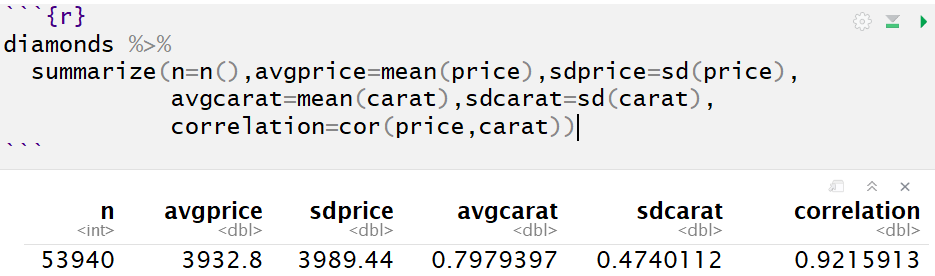 ```{r}
diamonds %>%
  summarize(n=n(),avgprice=mean(price),sdprice=sd(price),
            avgcarat=mean(carat),sdcarat=sd(carat),
            correlation=cor(price,carat))
```
n avgprice sdprice avgcarat sdcarat correlation
<int> <dbl> <dbl> <dbl> <dbl> <dbl>
53940 3932.8 3989.44 0.7979397 0.4740112 0.9215913